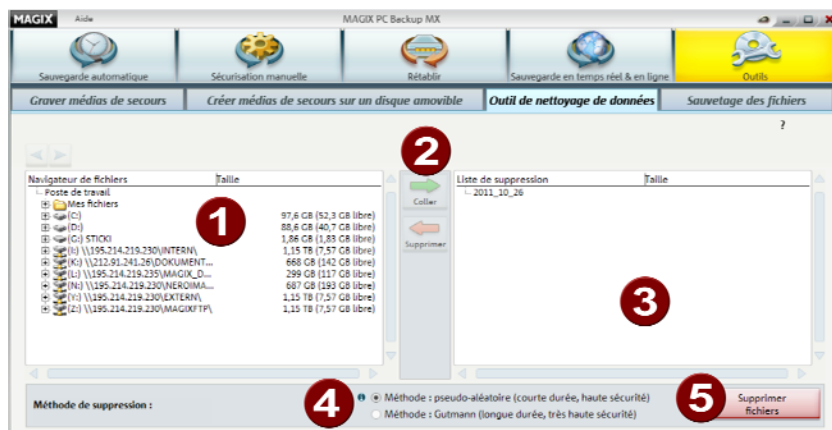 MAGIX Aide MAGIX PC Backup MX
Sauvegarde automatique Sécurisation manuelle Rétablir Sauvegarde en temps réel & en ligne Outils
Graver médias de secours Créer médias de secours sur un disque amovible Outil de nettoyage de données Sauvetage des fichiers
?
2
Navigateur de fichiers Taille
Poste de travail
Mes fichiers
(C:) 97,6 GB (52,3 GB libre)
(D:) 88,6 GB (40,7 GB libre)
(G:) STICKI 1,86 GB (1,83 GB libre)
(I:) \\195.214.219.230\INTERN\ 1,15 TB (7,57 GB libre)
(K:) \\212.91.241.26\DOKUMENT... 668 GB (142 GB libre)
(L:) \\195.214.219.235\MAGIX_D... 299 GB (117 GB libre)
(N:) \\195.214.219.230\NEROIMA... 687 GB (193 GB libre)
(Y:) \\195.214.219.230\EXTERN\ 1,15 TB (7,57 GB libre)
(Z:) \\195.214.219.230\MAGIXFTP\ 1,15 TB (7,57 GB libre)
1
Coller
Supprimer
Liste de suppression Taille
2011_10_26
3
Méthode de suppression :
4
Méthode : pseudo-aléatoire (courte durée, haute sécurité)
Méthode : Gutmann (longue durée, très haute sécurité)
5
Supprimer
fichiers